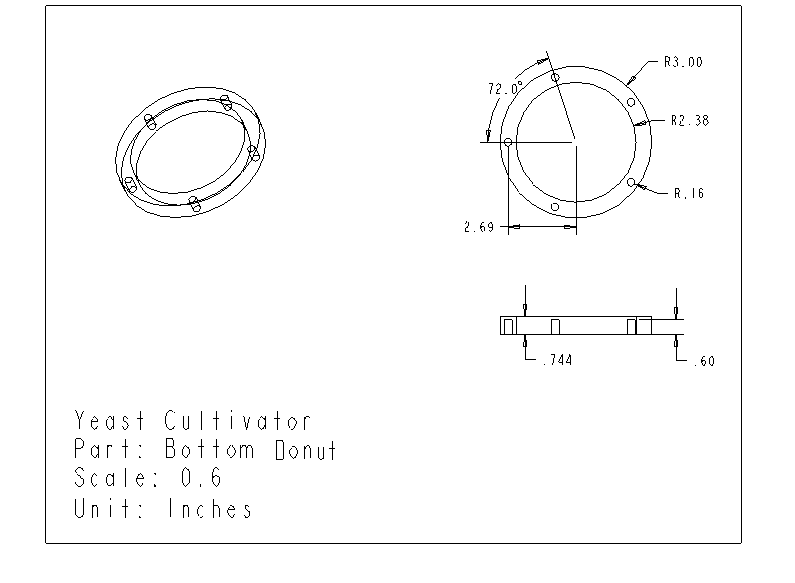 R3.00
72.0°
R2.38
R.16
2.69
.744
.60
Yeast Cultivator
Part: Bottom Donut
Scale: 0.6
Unit: Inches